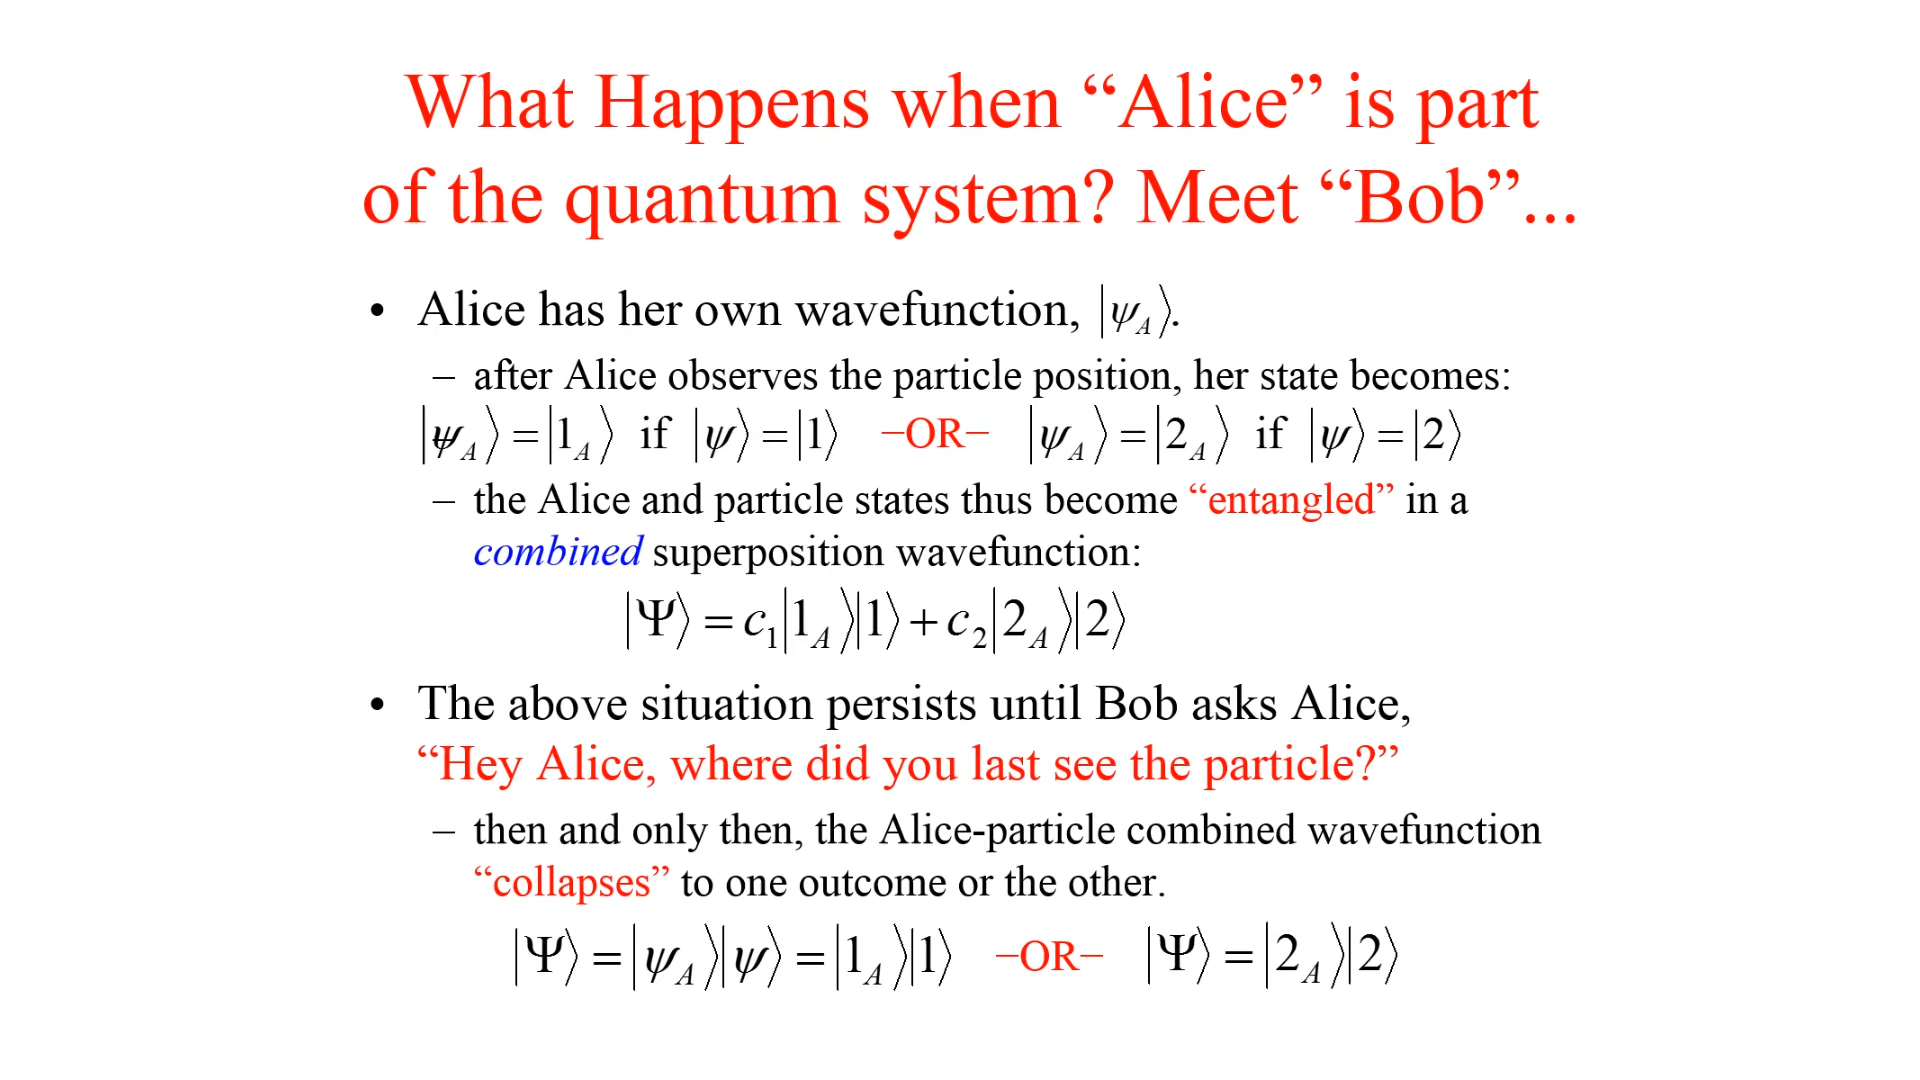 What Happens when “Alice” is part
of the quantum system? Meet “Bob”...
• Alice has her own wavefunction, |ψ_A⟩.
– after Alice observes the particle position, her state becomes:
|ψ_A⟩ = |1_A⟩ if |ψ⟩ = |1⟩ −OR− |ψ_A⟩ = |2_A⟩ if |ψ⟩ = |2⟩
– the Alice and particle states thus become “entangled” in a
combined superposition wavefunction:
|Ψ⟩ = c₁|1_A⟩|1⟩ + c₂|2_A⟩|2⟩
• The above situation persists until Bob asks Alice,
“Hey Alice, where did you last see the particle?”
– then and only then, the Alice-particle combined wavefunction
“collapses” to one outcome or the other.
|Ψ⟩ = |ψ_A⟩|ψ⟩ = |1_A⟩|1⟩ −OR− |Ψ⟩ = |2_A⟩|2⟩